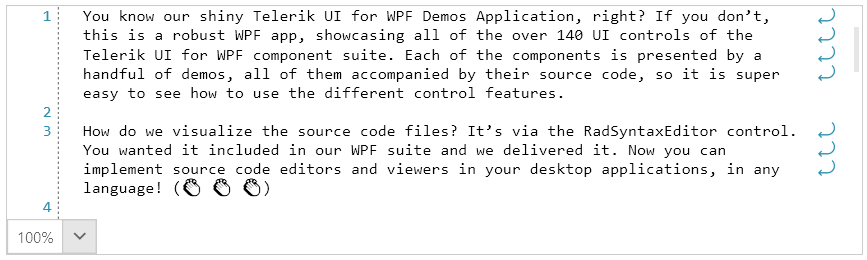 1 You know our shiny Telerik UI for WPF Demos Application, right? If you don’t,
this is a robust WPF app, showcasing all of the over 140 UI controls of the
Telerik UI for WPF component suite. Each of the components is presented by a
handful of demos, all of them accompanied by their source code, so it is super
easy to see how to use the different control features.
2
3 How do we visualize the source code files? It’s via the RadSyntaxEditor control.
You wanted it included in our WPF suite and we delivered it. Now you can
implement source code editors and viewers in your desktop applications, in any
language! (👏 👏 👏)
4
100%